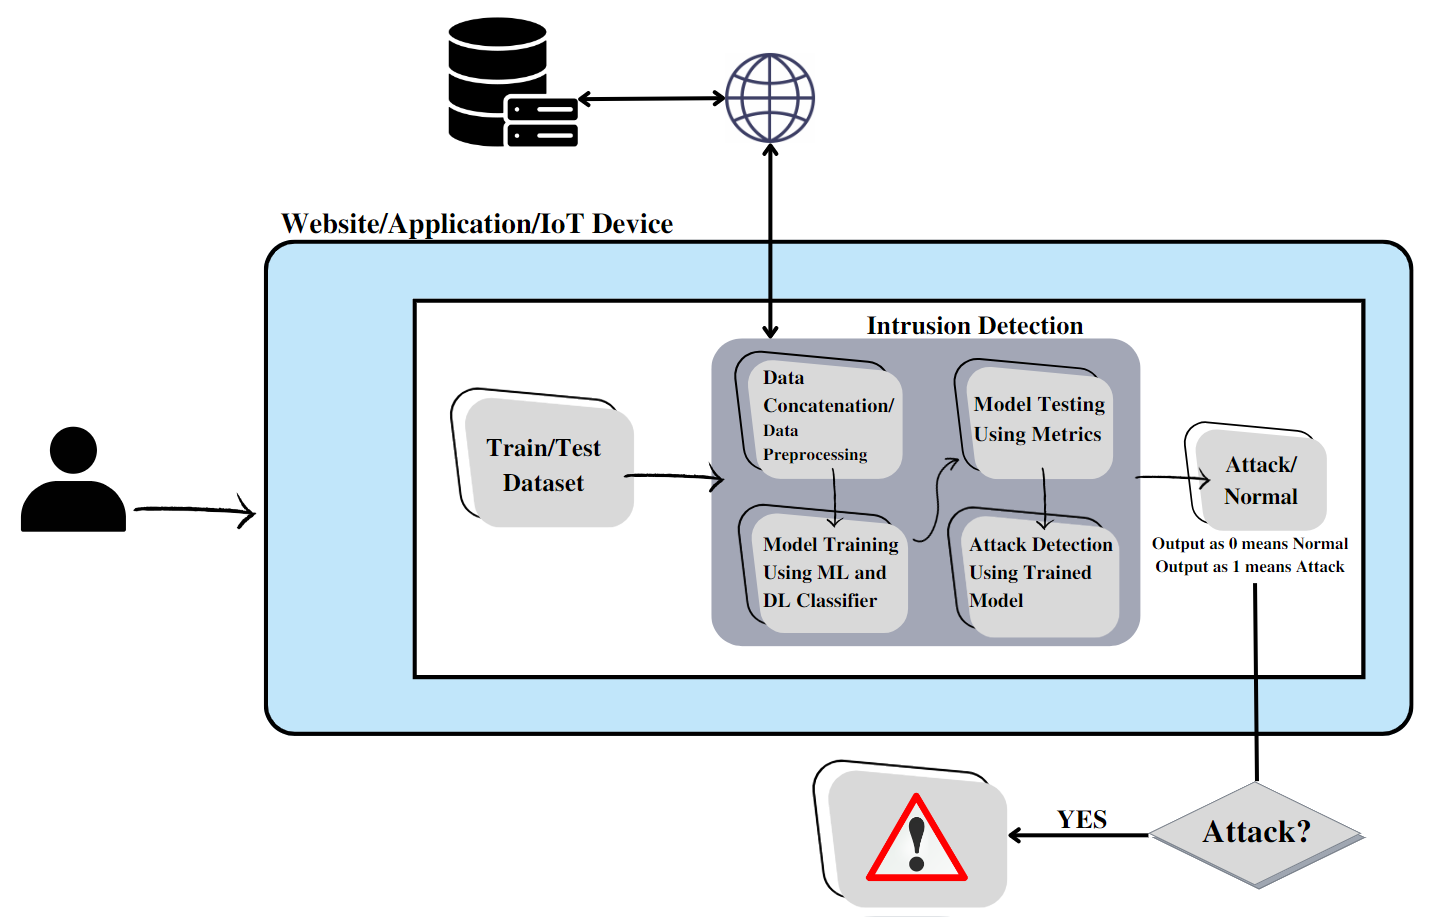 Website/Application/IoT Device
Intrusion Detection
Train/Test
Dataset
Data
Concatenation/
Data
Preprocessing
Model Training
Using ML and
DL Classifier
Model Testing
Using Metrics
Attack Detection
Using Trained
Model
Attack/
Normal
Output as 0 means Normal
Output as 1 means Attack
Attack?
YES